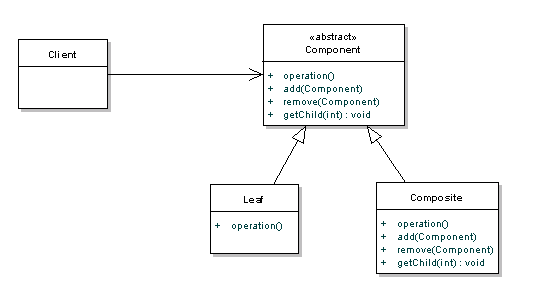 Client
«abstract»
Component
+ operation()
+ add(Component)
+ remove(Component)
+ getChild(int) : void
Leaf
+ operation()
Composite
+ operation()
+ add(Component)
+ remove(Component)
+ getChild(int) : void